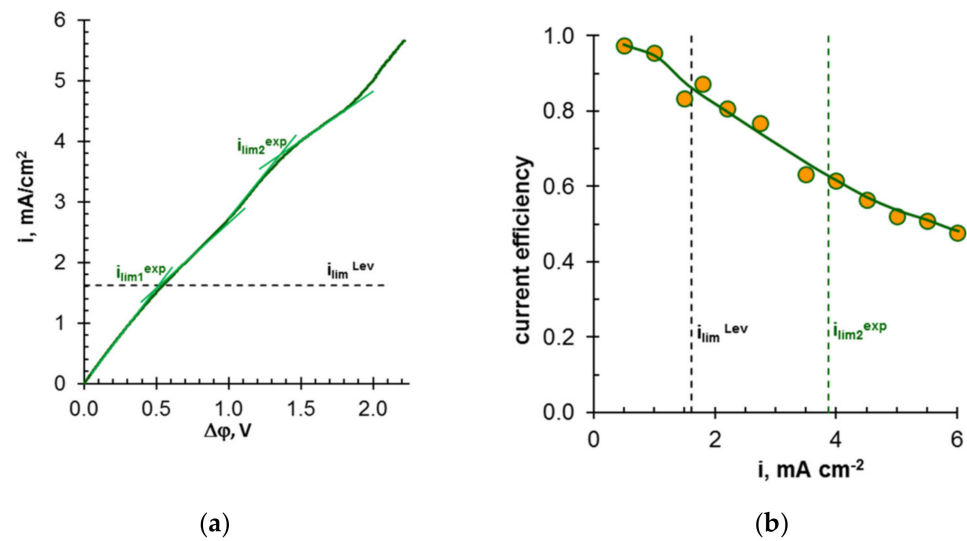 6
5
4
3
2
1
0
i, mA/cm²
i_lim2^exp
i_lim1^exp
i_lim^Lev
0.0 0.5 1.0 1.5 2.0
Δφ, V
(a)
1.0
0.8
0.6
0.4
0.2
0.0
current efficiency
i_lim^Lev
i_lim2^exp
0 2 4 6
i, mA cm⁻²
(b)